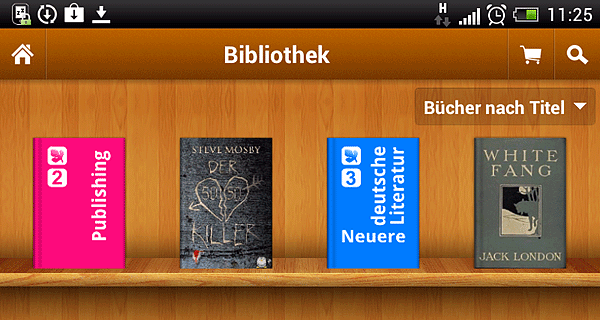 H
11:25
Bibliothek
Bücher nach Titel
2
Publishing
STEVE MOSBY
DER
50/50
KILLER
3
deutsche
Literatur
Neuere
WHITE
FANG
JACK LONDON